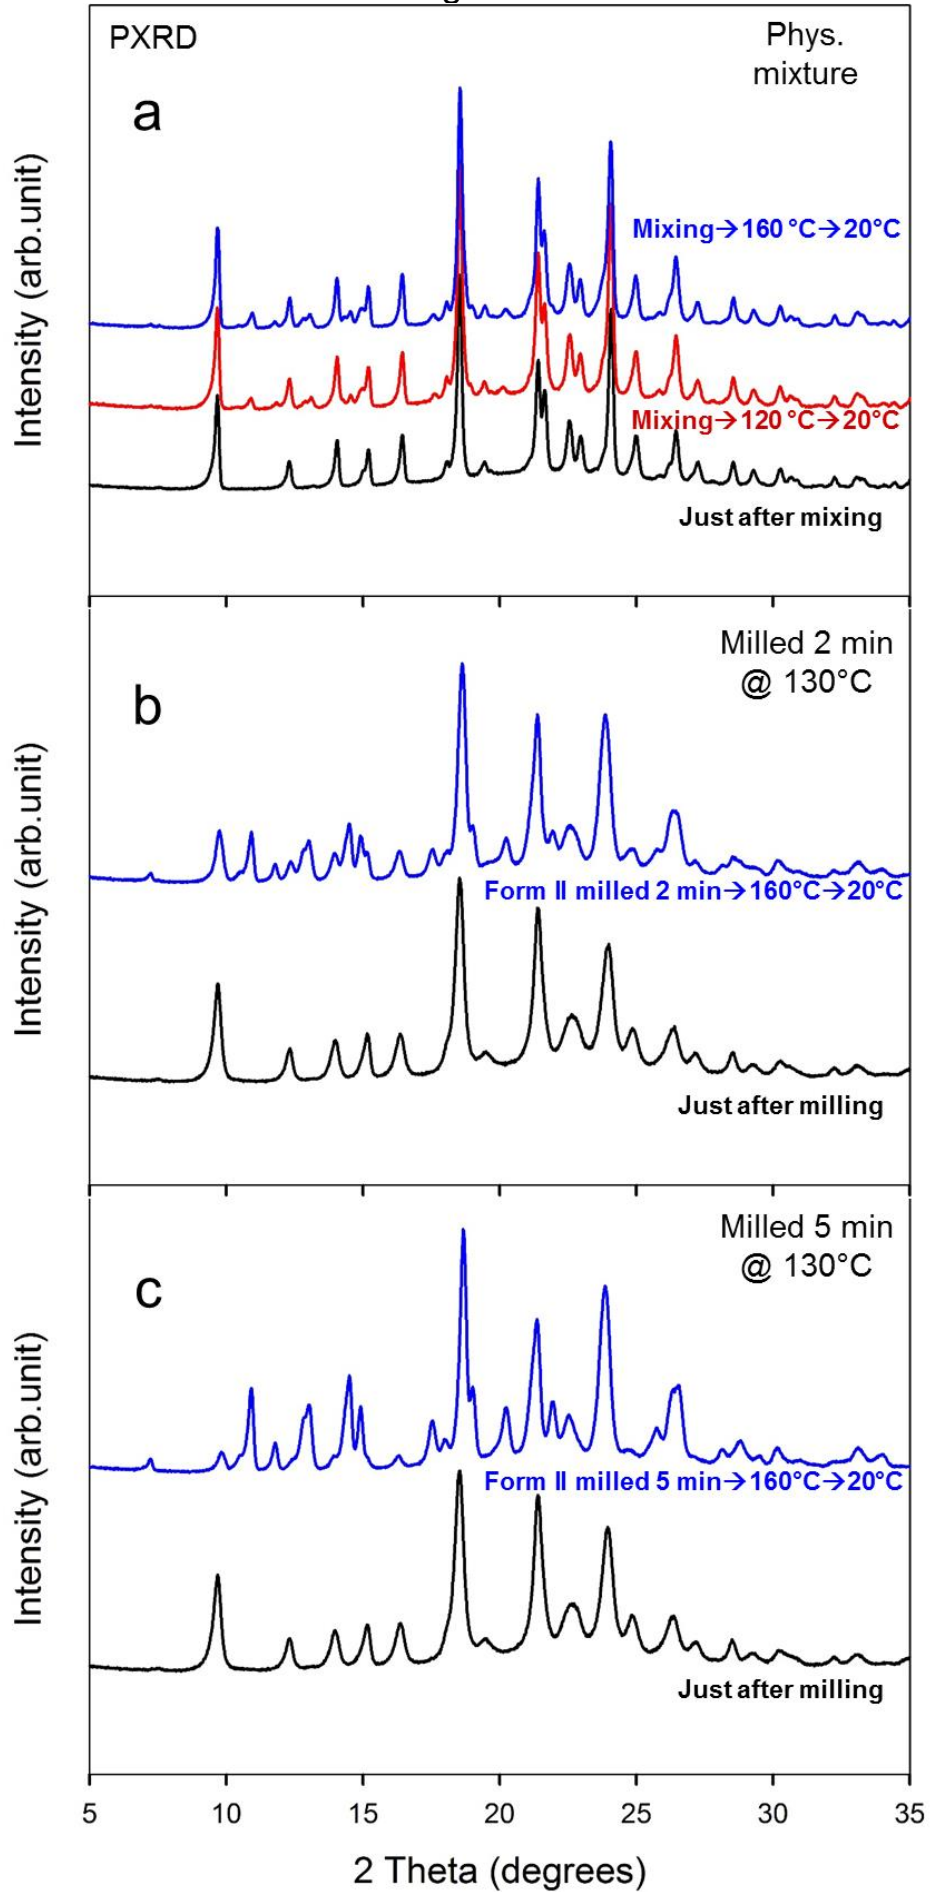 PXRD
Phys.
mixture
a
Mixing→160 °C→20°C
Mixing→120 °C→20°C
Just after mixing
Intensity (arb.unit)
Milled 2 min
@ 130°C
b
Form II milled 2 min→160°C→20°C
Just after milling
Intensity (arb.unit)
Milled 5 min
@ 130°C
c
Form II milled 5 min→160°C→20°C
Just after milling
Intensity (arb.unit)
5 10 15 20 25 30 35
2 Theta (degrees)